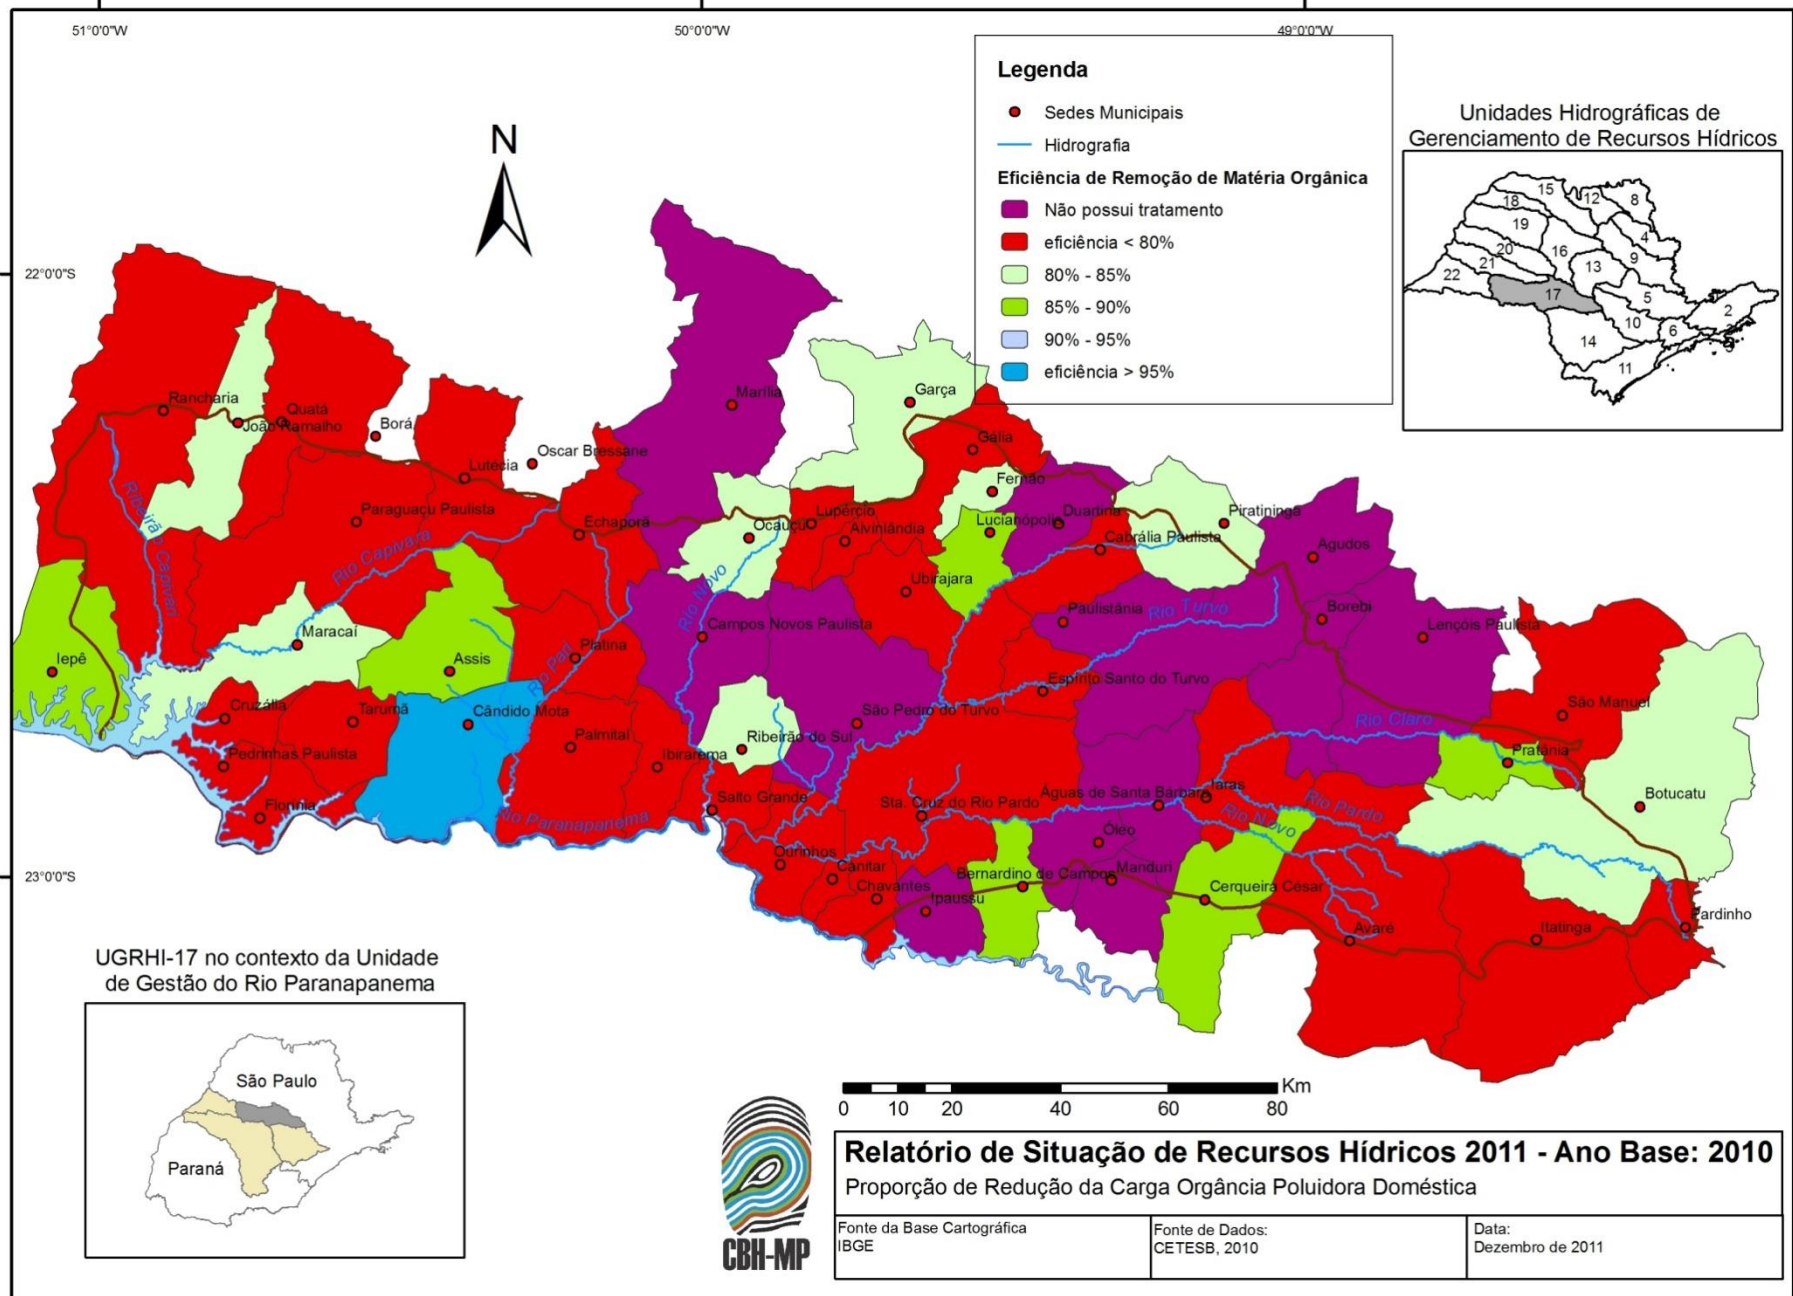 51°0'0"W
50°0'0"W
49°0'0"W
Legenda
Sedes Municipais
Hidrografia
Eficiência de Remoção de Matéria Orgânica
Não possui tratamento
eficiência < 80%
80% - 85%
85% - 90%
90% - 95%
eficiência > 95%
Unidades Hidrográficas de
Gerenciamento de Recursos Hídricos
15
12
8
18
19
4
20
16
9
21
13
22
17
5
2
10
6
3
14
11
N
22°0'0"S
23°0'0"S
Rancharia
Quatá
João Ramalho
Borá
Marília
Garça
Gália
Oscar Bressane
Lutécia
Fernão
Paraguaçu Paulista
Echaporã
Ocauçu
Lupércio
Alvinlândia
Lucianópolis
Duartina
Cabrália Paulista
Piratininga
Agudos
Ribeirão Capivari
Rio Capivara
Ubirajara
Rio Novo
Paulistânia
Rio Turvo
Borebi
Lençois Paulista
Campos Novos Paulista
Maracaí
Iepê
Assis
Platina
Rio Pari
Espírito Santo do Turvo
São Manuel
Cruzália
Tarumã
Cândido Mota
São Pedro do Turvo
Rio Claro
Palmital
Ribeirão do Sul
Pedrinhas Paulista
Ibirarema
Pratânia
Florínia
Salto Grande
Sta. Cruz do Rio Pardo
Águas de Santa Bárbara
Iaras
Rio Pardo
Botucatu
Rio Paranapanema
Rio Novo
Óleo
Ourinhos
Canitar
Chavantes
Ipaussu
Bernardino de Campos
Manduri
Cerqueira César
Avaré
Itatinga
Pardinho
UGRHI-17 no contexto da Unidade
de Gestão do Rio Paranapanema
São Paulo
Paraná
Km
0 10 20 40 60 80
CBH-MP
Relatório de Situação de Recursos Hídricos 2011 - Ano Base: 2010
Proporção de Redução da Carga Orgância Poluidora Doméstica
Fonte da Base Cartográfica
IBGE
Fonte de Dados:
CETESB, 2010
Data:
Dezembro de 2011